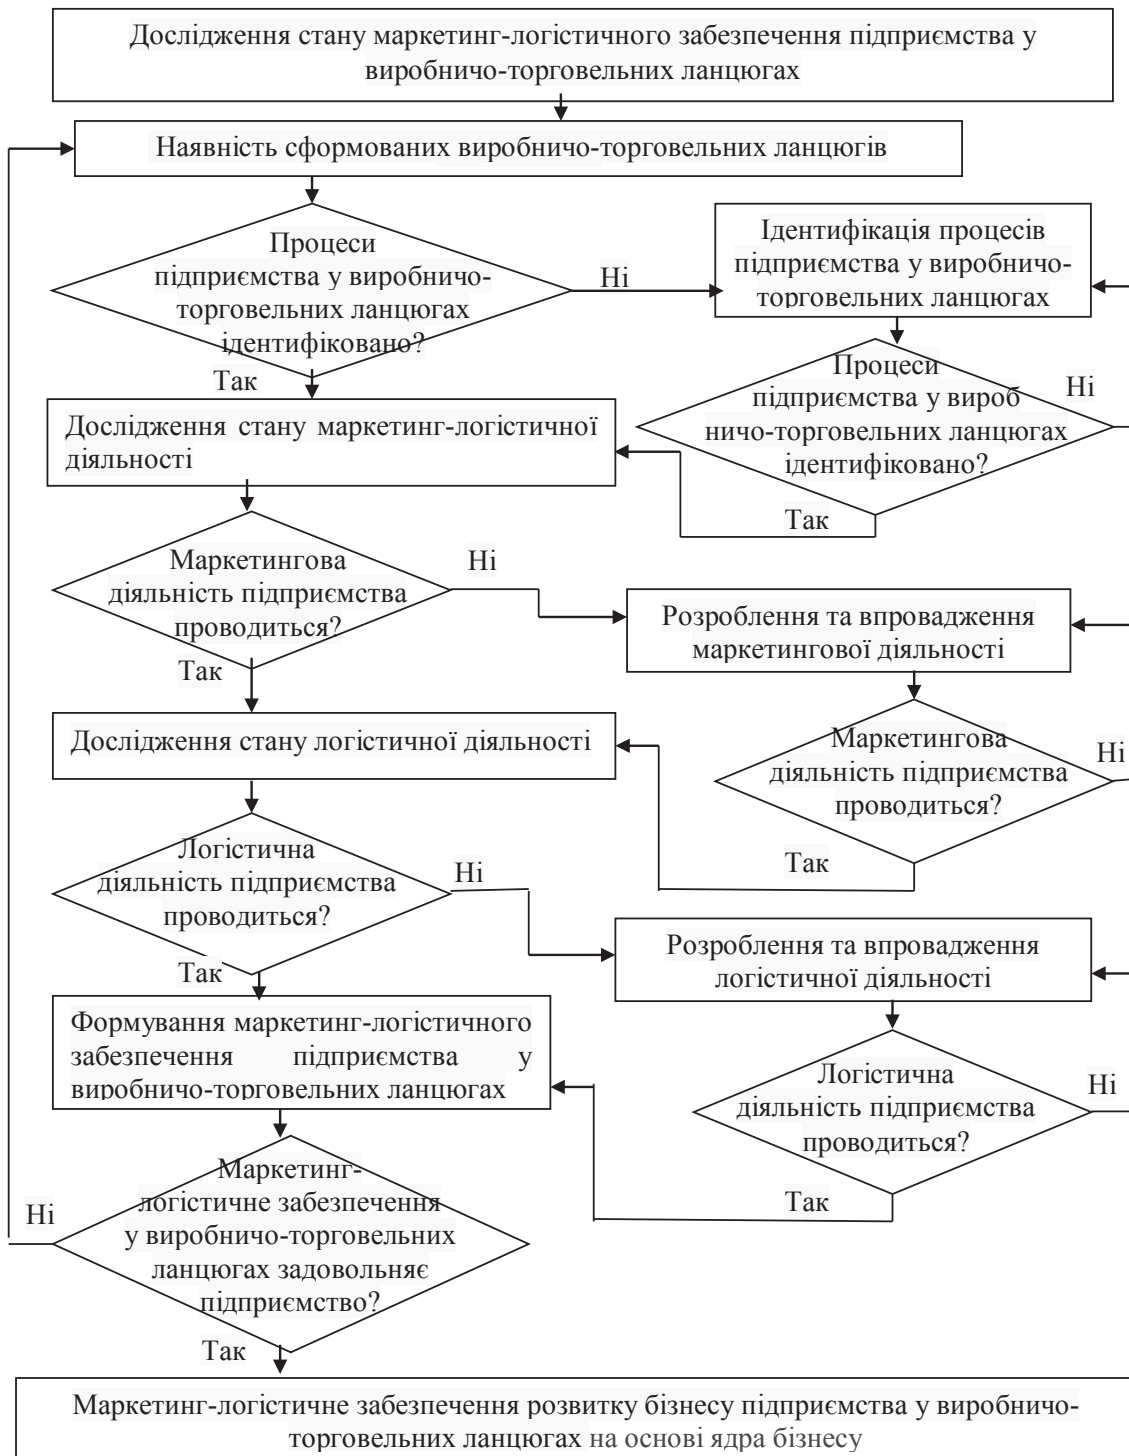 Дослідження стану маркетинг-логістичного забезпечення підприємства у
виробничо-торговельних ланцюгах
Наявність сформованих виробничо-торговельних ланцюгів
Процеси
підприємства у виробничо-
торговельних ланцюгах
ідентифіковано?
Ні
Ідентифікація процесів
підприємства у виробничо-
торговельних ланцюгах
Так
Процеси
підприємства у вироб
ничо-торговельних ланцюгах
ідентифіковано?
Ні
Так
Дослідження стану маркетинг-логістичної
діяльності
Маркетингова
діяльність підприємства
проводиться?
Ні
Розроблення та впровадження
маркетингової діяльності
Так
Маркетингова
діяльність підприємства
проводиться?
Ні
Так
Дослідження стану логістичної діяльності
Логістична
діяльність підприємства
проводиться?
Ні
Розроблення та впровадження
логістичної діяльності
Так
Логістична
діяльність підприємства
проводиться?
Ні
Так
Формування маркетинг-логістичного
забезпечення підприємства у
виробничо-торговельних ланцюгах
Маркетинг-
логістичне забезпечення
у виробничо-торговельних
ланцюгах задовольняє
підприємство?
Ні
Так
Маркетинг-логістичне забезпечення розвитку бізнесу підприємства у виробничо-
торговельних ланцюгах на основі ядра бізнесу